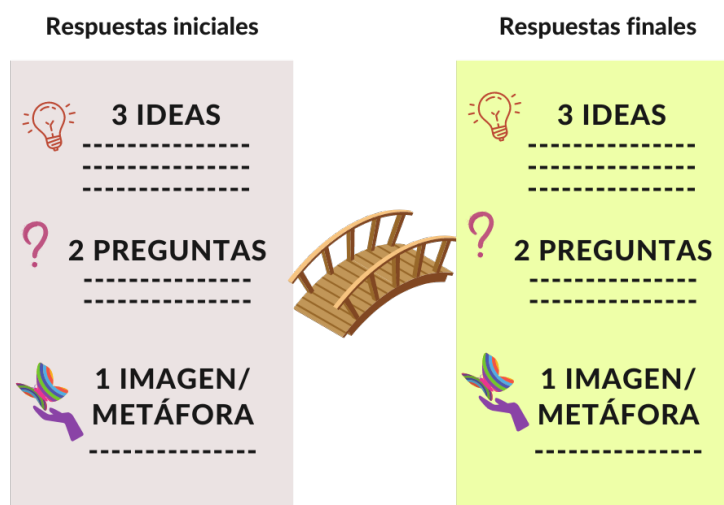 Respuestas iniciales
3 IDEAS
2 PREGUNTAS
1 IMAGEN/
METÁFORA
Respuestas finales
3 IDEAS
2 PREGUNTAS
1 IMAGEN/
METÁFORA